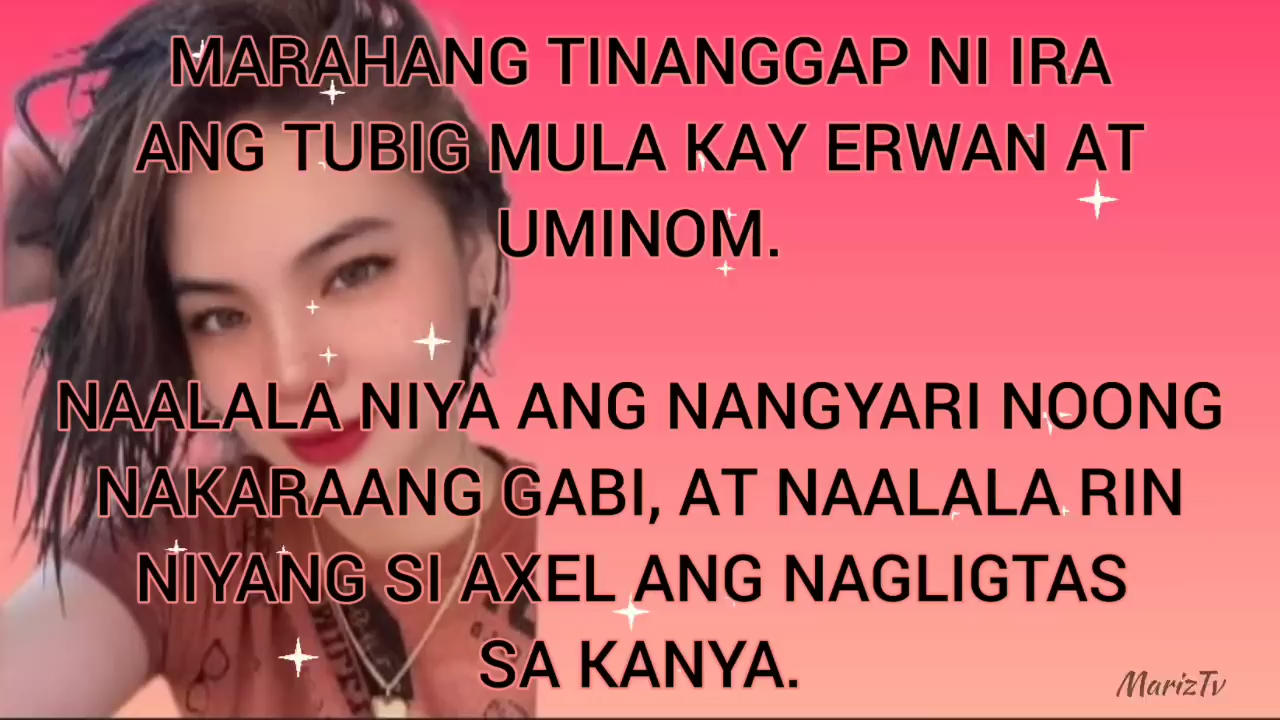 MARAHANG TINANGGAP NI IRA
ANG TUBIG MULA KAY ERWAN AT
UMINOM.
NAALALA NIYA ANG NANGYARI NOONG
NAKARAANG GABI, AT NAALALA RIN
NIYANG SI AXEL ANG NAGLIGTAS
SA KANYA.
MarizTv